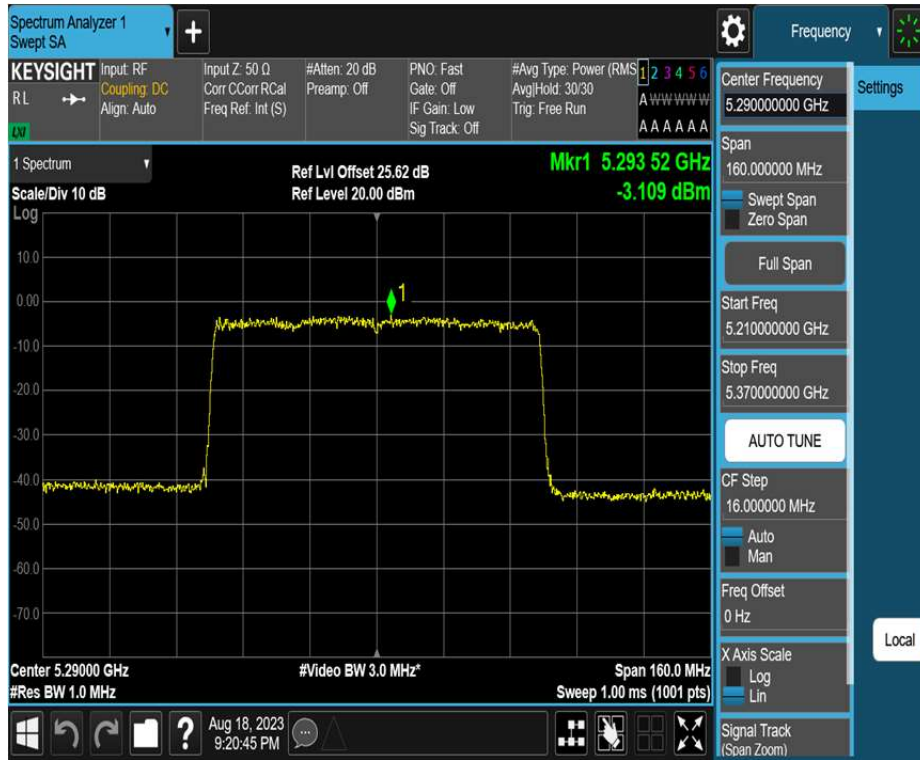 Spectrum Analyzer 1
Swept SA
+
Frequency
KEYSIGHT
R L
LXI
Input: RF
Coupling: DC
Align: Auto
Input Z: 50 Ω
Corr CCorr RCal
Freq Ref: Int (S)
#Atten: 20 dB
Preamp: Off
PNO: Fast
Gate: Off
IF Gain: Low
Sig Track: Off
#Avg Type: Power (RMS
Avg|Hold: 30/30
Trig: Free Run
1 2 3 4 5 6
A W W W W W
A A A A A A
1 Spectrum
Scale/Div 10 dB
Log
Ref Lvl Offset 25.62 dB
Ref Level 20.00 dBm
Mkr1 5.293 52 GHz
-3.109 dBm
10.0
0.00
-10.0
-20.0
-30.0
-40.0
-50.0
-60.0
-70.0
1
Center 5.29000 GHz
#Res BW 1.0 MHz
#Video BW 3.0 MHz*
Span 160.0 MHz
Sweep 1.00 ms (1001 pts)
?
Aug 18, 2023
9:20:45 PM
Center Frequency
5.290000000 GHz
Span
160.000000 MHz
Swept Span
Zero Span
Full Span
Start Freq
5.210000000 GHz
Stop Freq
5.370000000 GHz
AUTO TUNE
CF Step
16.000000 MHz
Auto
Man
Freq Offset
0 Hz
X Axis Scale
Log
Lin
Signal Track
(Span Zoom)
Settings
Local